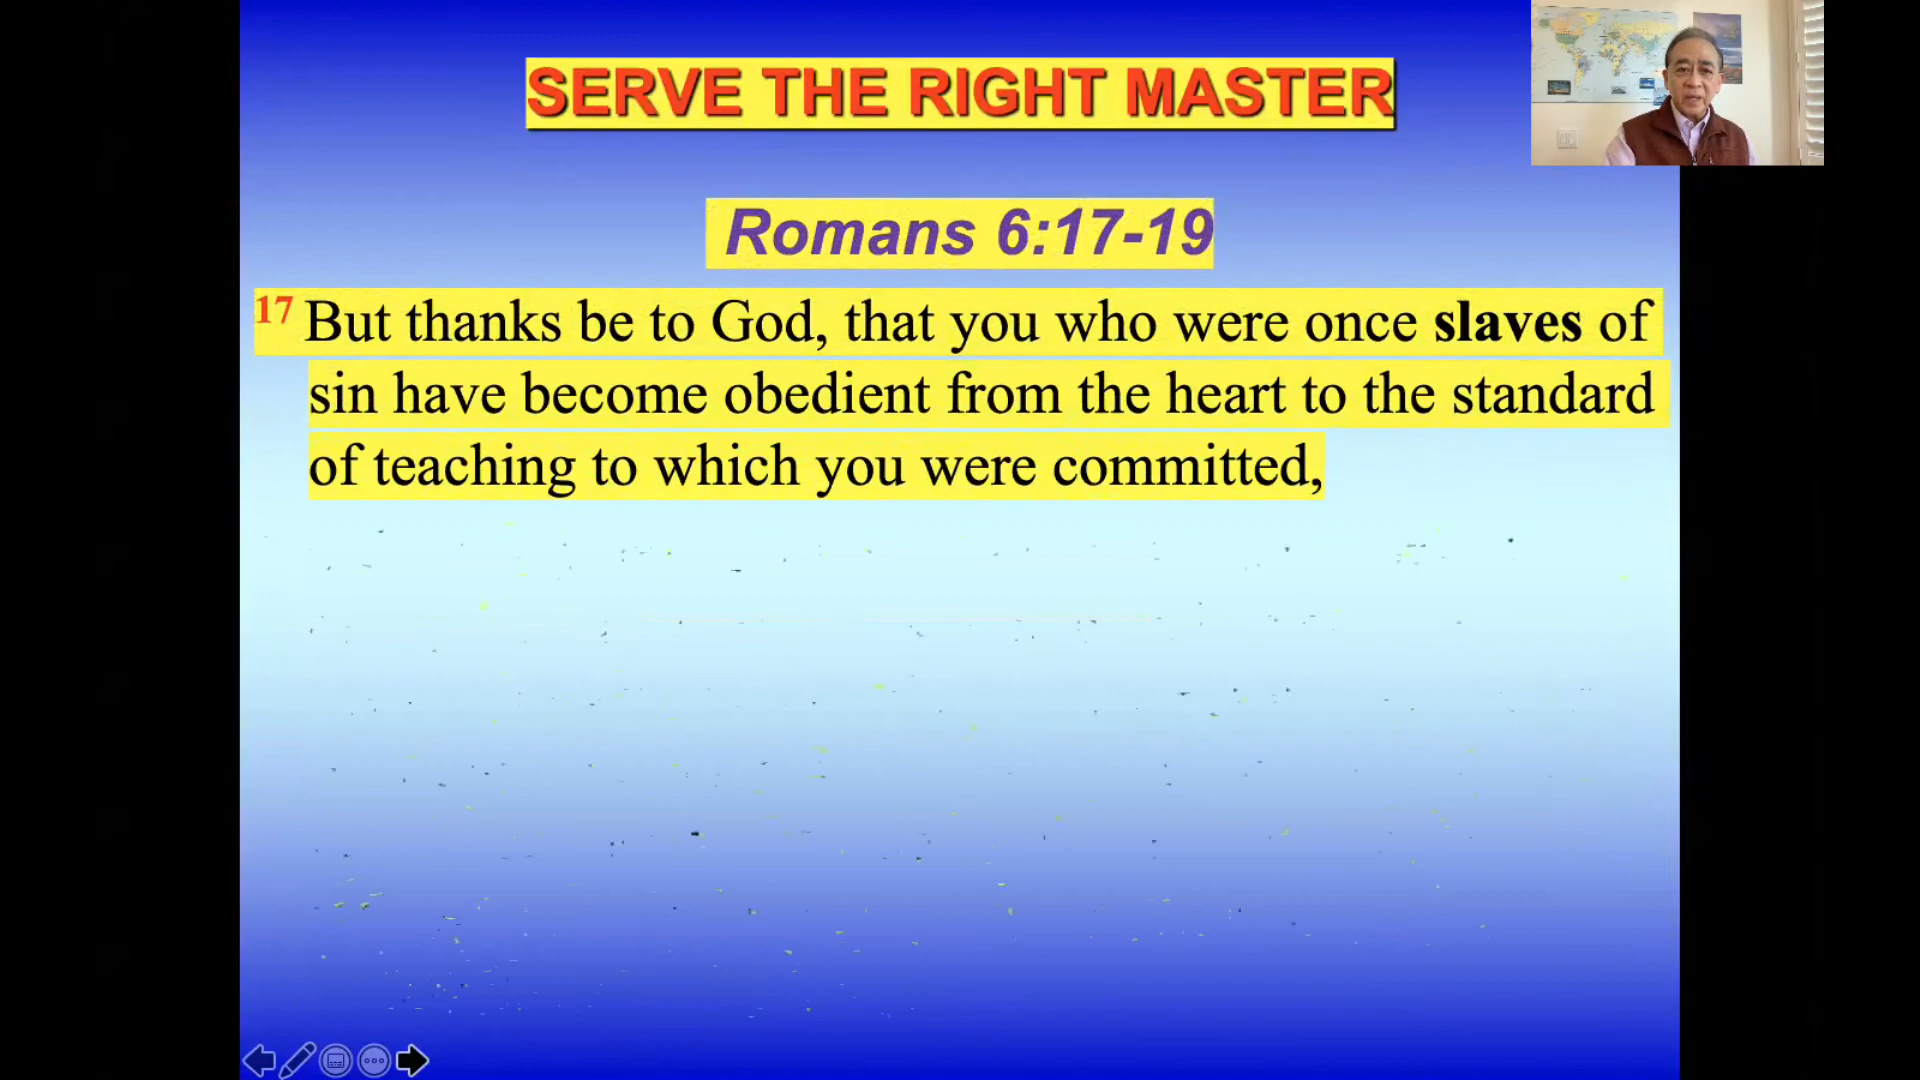 SERVE THE RIGHT MASTER
Romans 6:17-19
17 But thanks be to God, that you who were once slaves of
sin have become obedient from the heart to the standard
of teaching to which you were committed,